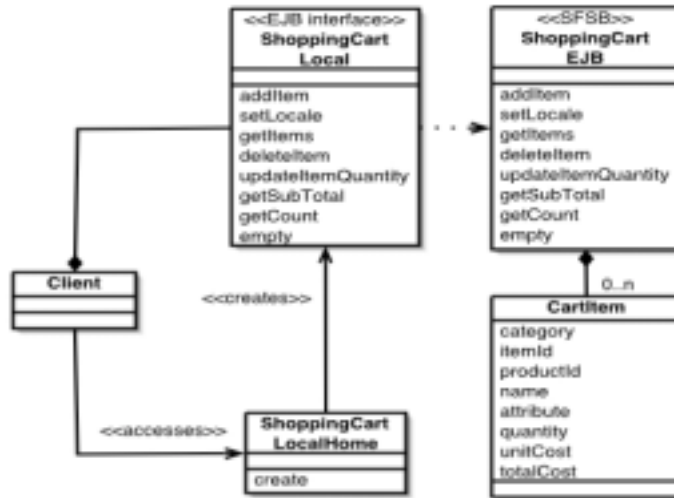 <<EJB interface>>
ShoppingCart
Local
addItem
setLocale
getItems
deleteItem
updateItemQuantity
getSubTotal
getCount
empty
<<SFSB>>
ShoppingCart
EJB
addItem
setLocale
getItems
deleteItem
updateItemQuantity
getSubTotal
getCount
empty
Client
<<creates>>
0..n
CartItem
category
itemId
productId
name
attribute
quantity
unitCost
totalCost
<<accesses>>
ShoppingCart
LocalHome
create